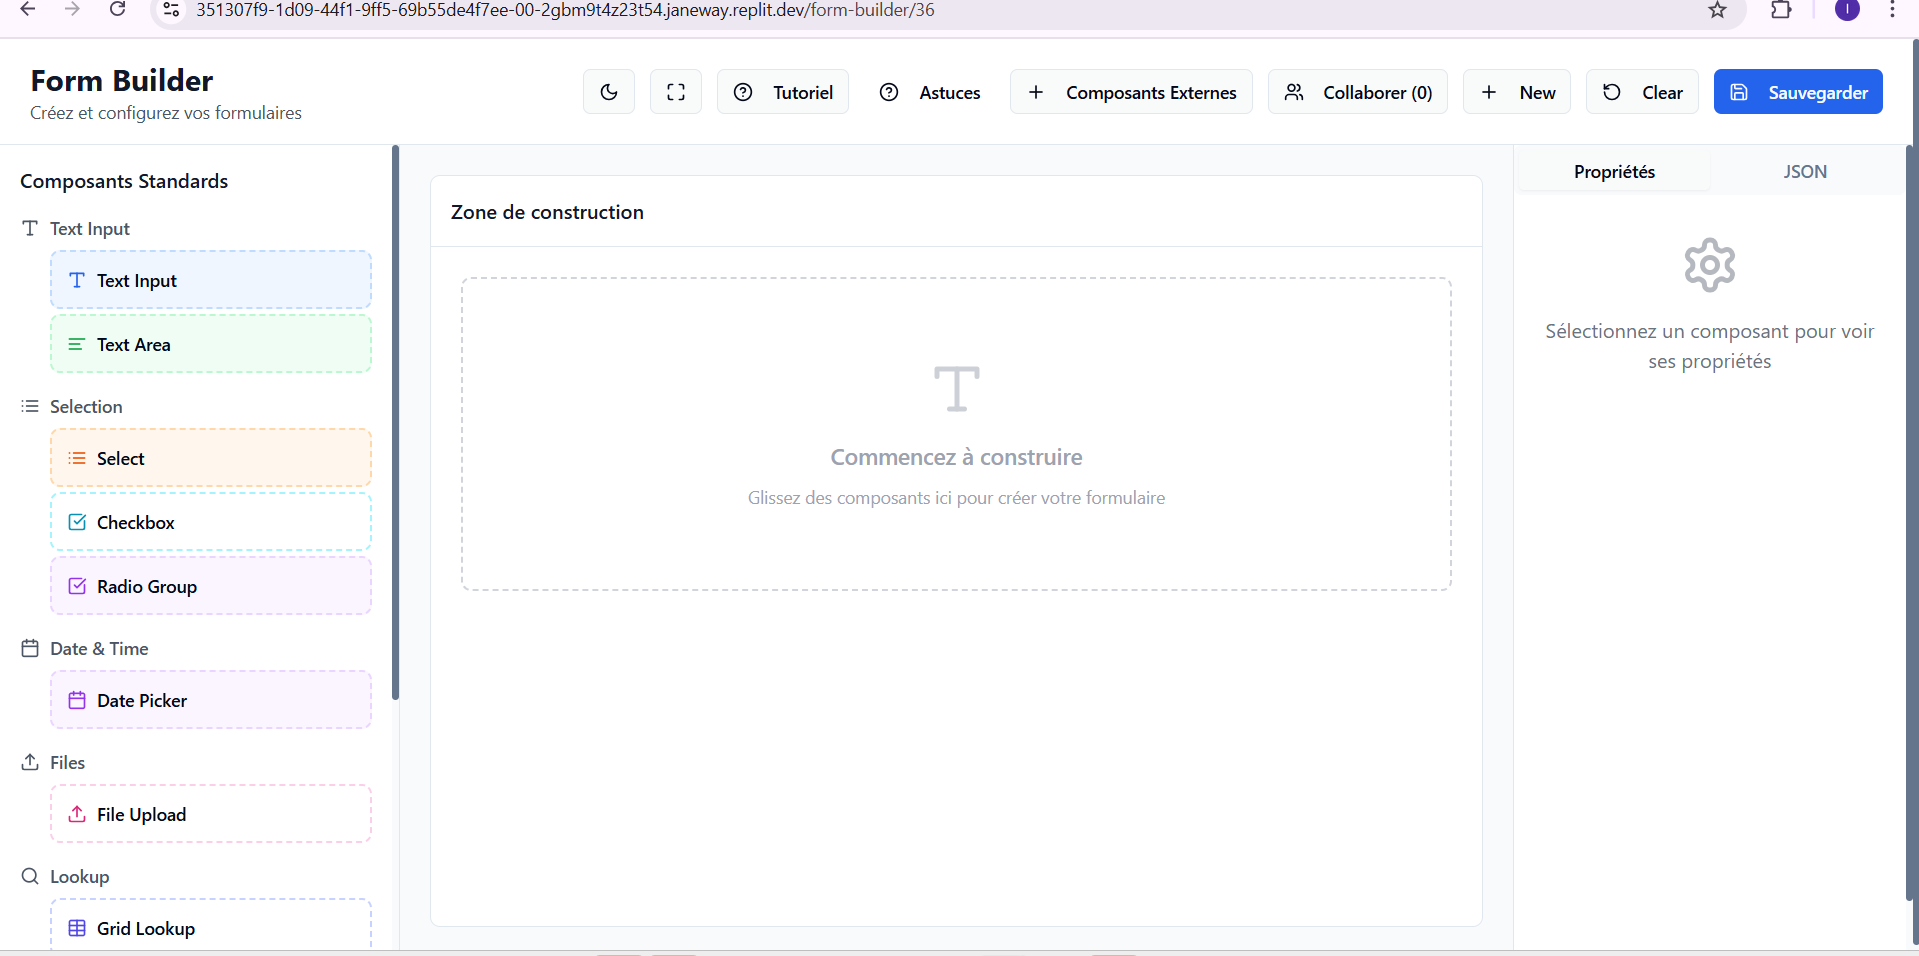 351307f9-1d09-44f1-9ff5-69b55de4f7ee-00-2gbm9t4z23t54.janeway.replit.dev/form-builder/36
I
Form Builder
Créez et configurez vos formulaires
Tutoriel
Astuces
Composants Externes
Collaborer (0)
New
Clear
Sauvegarder
Composants Standards
Text Input
Text Input
Text Area
Selection
Select
Checkbox
Radio Group
Date & Time
Date Picker
Files
File Upload
Lookup
Grid Lookup
Zone de construction
Commencez à construire
Glissez des composants ici pour créer votre formulaire
Propriétés
JSON
Sélectionnez un composant pour voir
ses propriétés